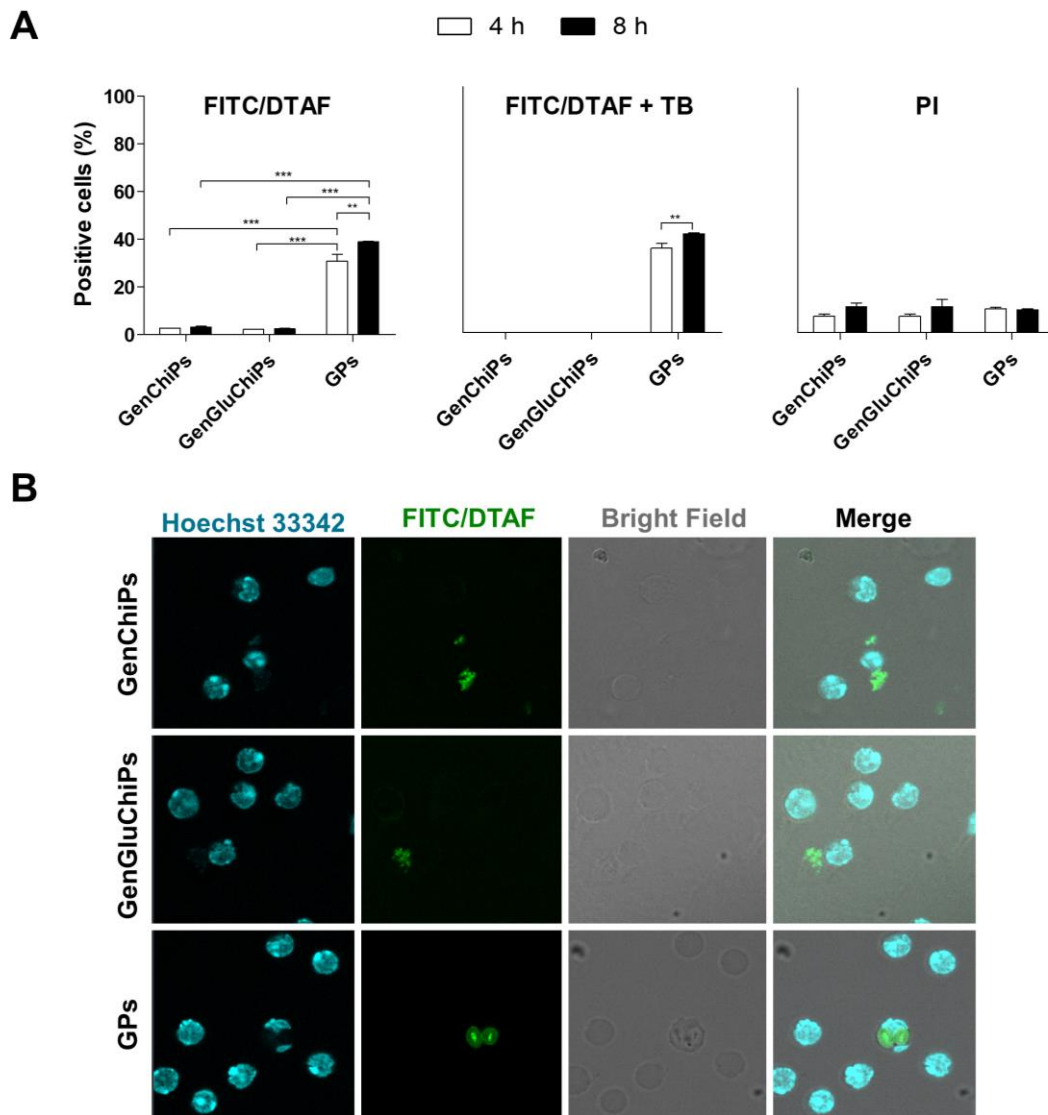 A
4 h
8 h
FITC/DTAF
FITC/DTAF + TB
PI
Positive cells (%)
100
80
60
40
20
0
***
***
**
***
***
**
GenChiPs
GenGluChiPs
GPs
GenChiPs
GenGluChiPs
GPs
GenChiPs
GenGluChiPs
GPs
B
Hoechst 33342
FITC/DTAF
Bright Field
Merge
GenChiPs
GenGluChiPs
GPs